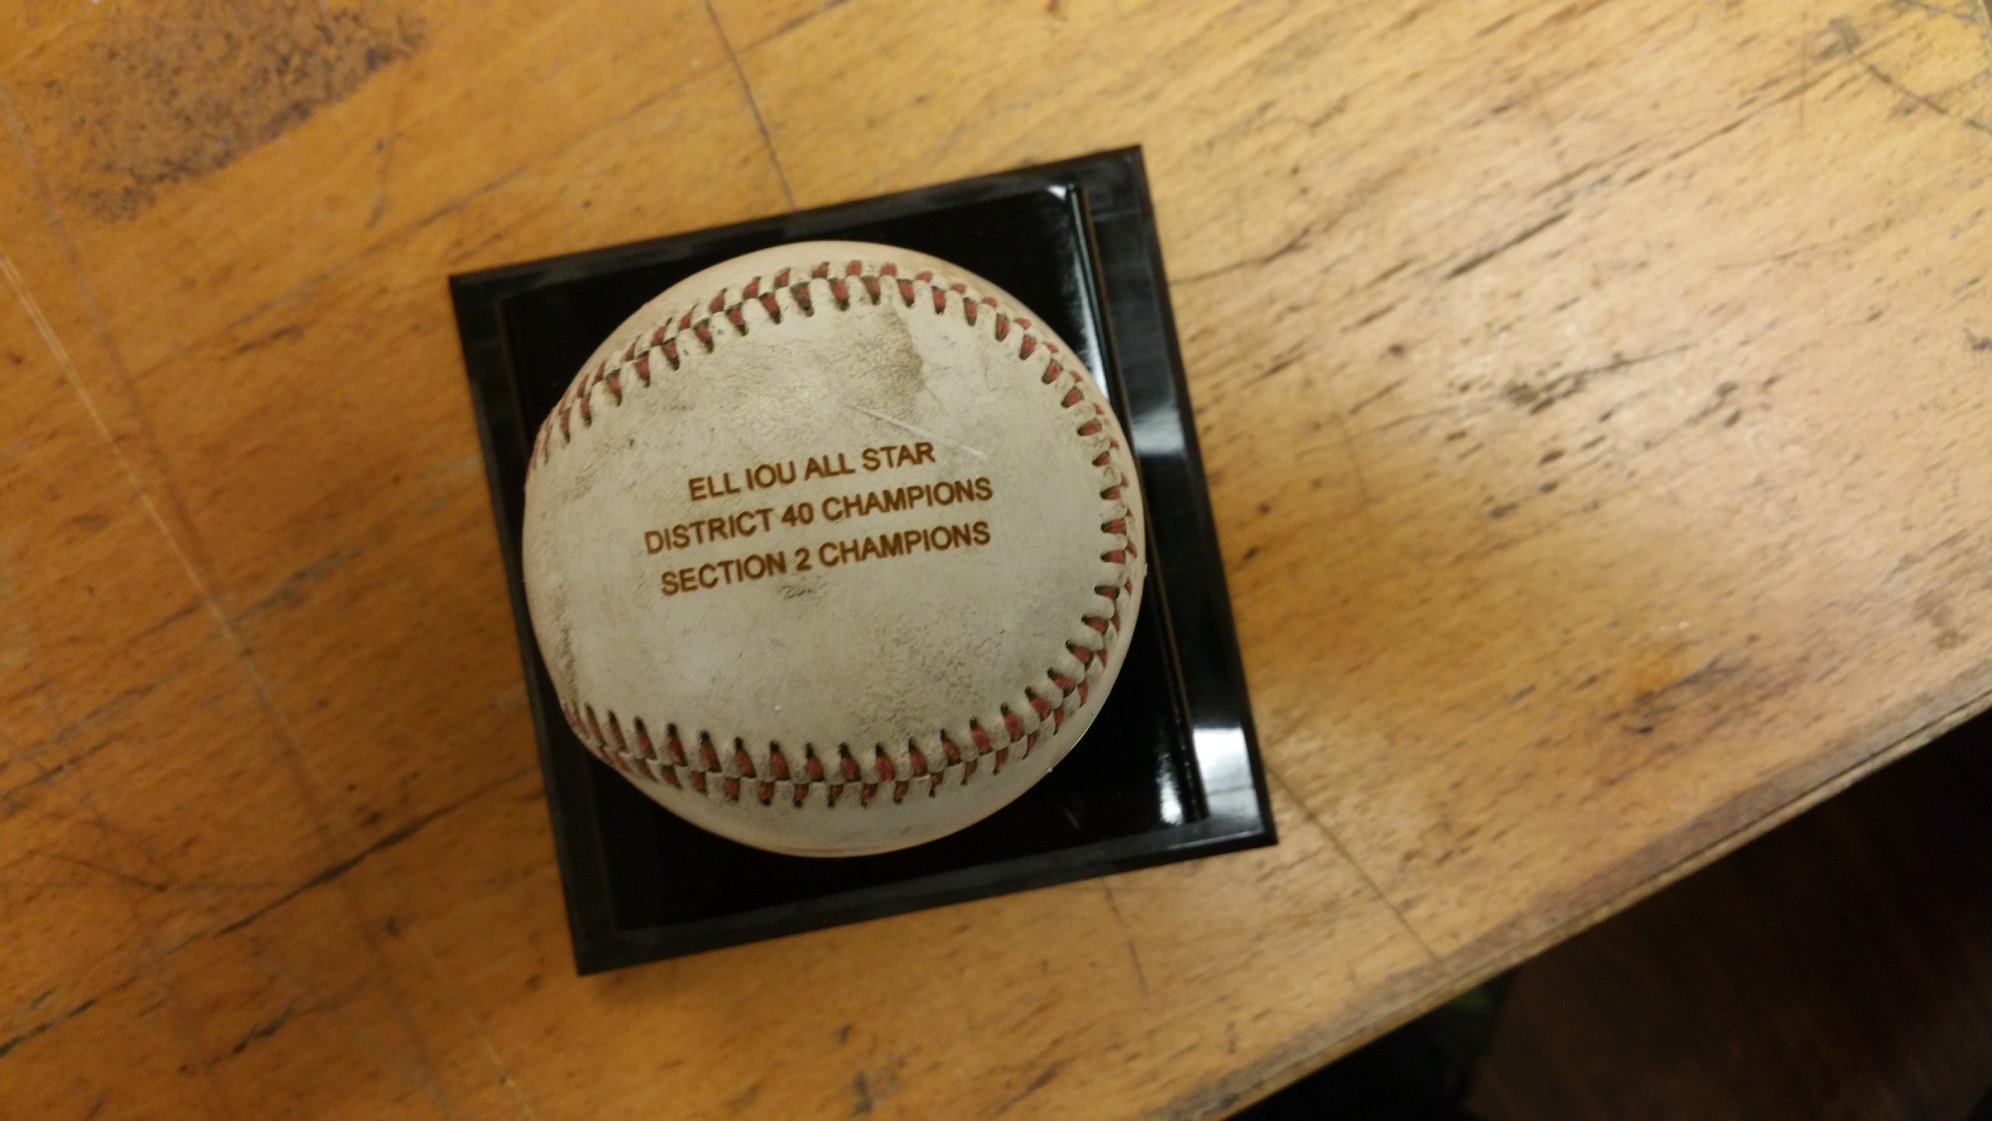 ELL IOU ALL STAR
DISTRICT 40 CHAMPIONS
SECTION 2 CHAMPIONS